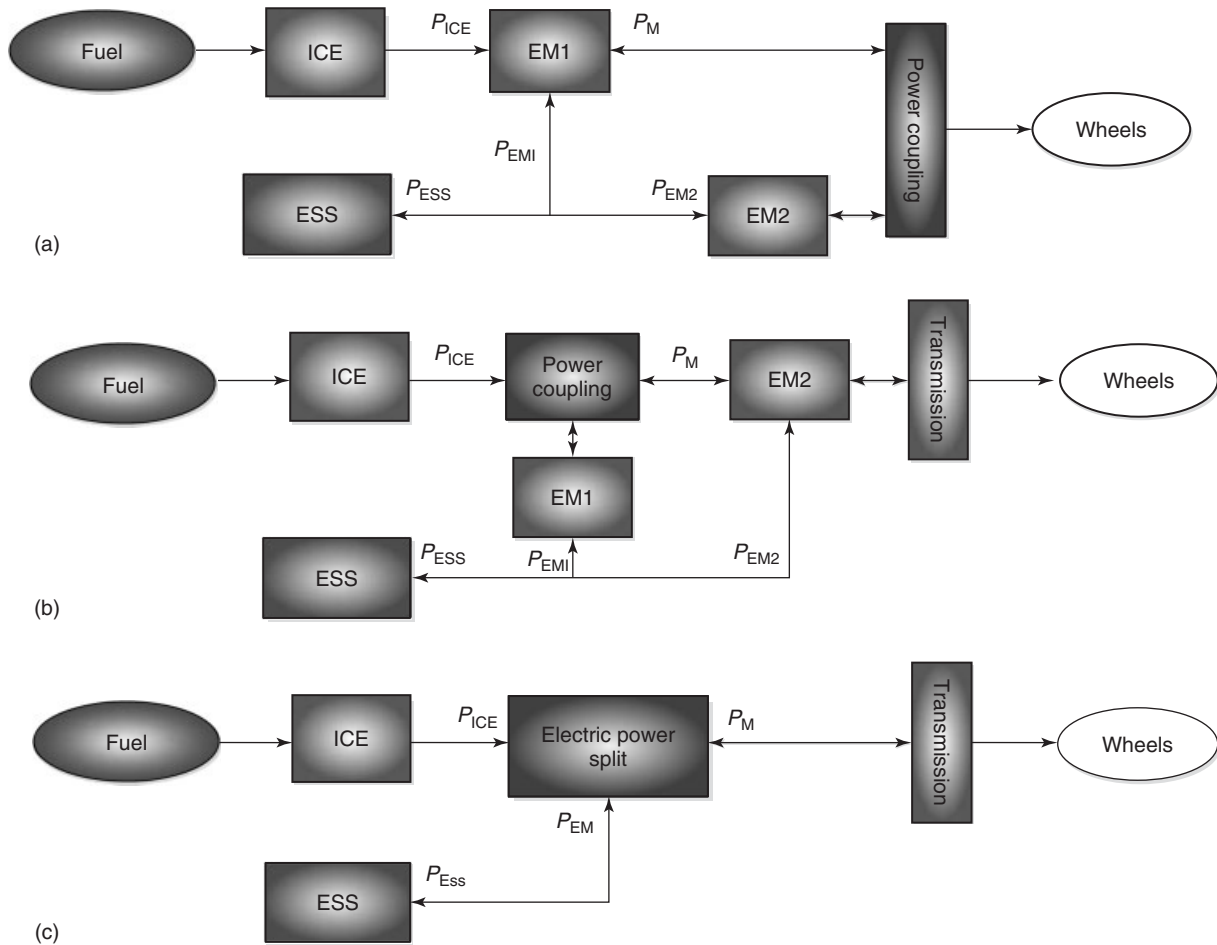 Fuel
ICE
P_ICE
EM1
P_M
Power coupling
Wheels
P_EMI
ESS
P_ESS
P_EM2
EM2
(a)
Fuel
ICE
P_ICE
Power
coupling
P_M
EM2
Transmission
Wheels
EM1
ESS
P_ESS
P_EMI
P_EM2
(b)
Fuel
ICE
P_ICE
Electric power
split
P_M
Transmission
Wheels
P_EM
ESS
P_Ess
(c)